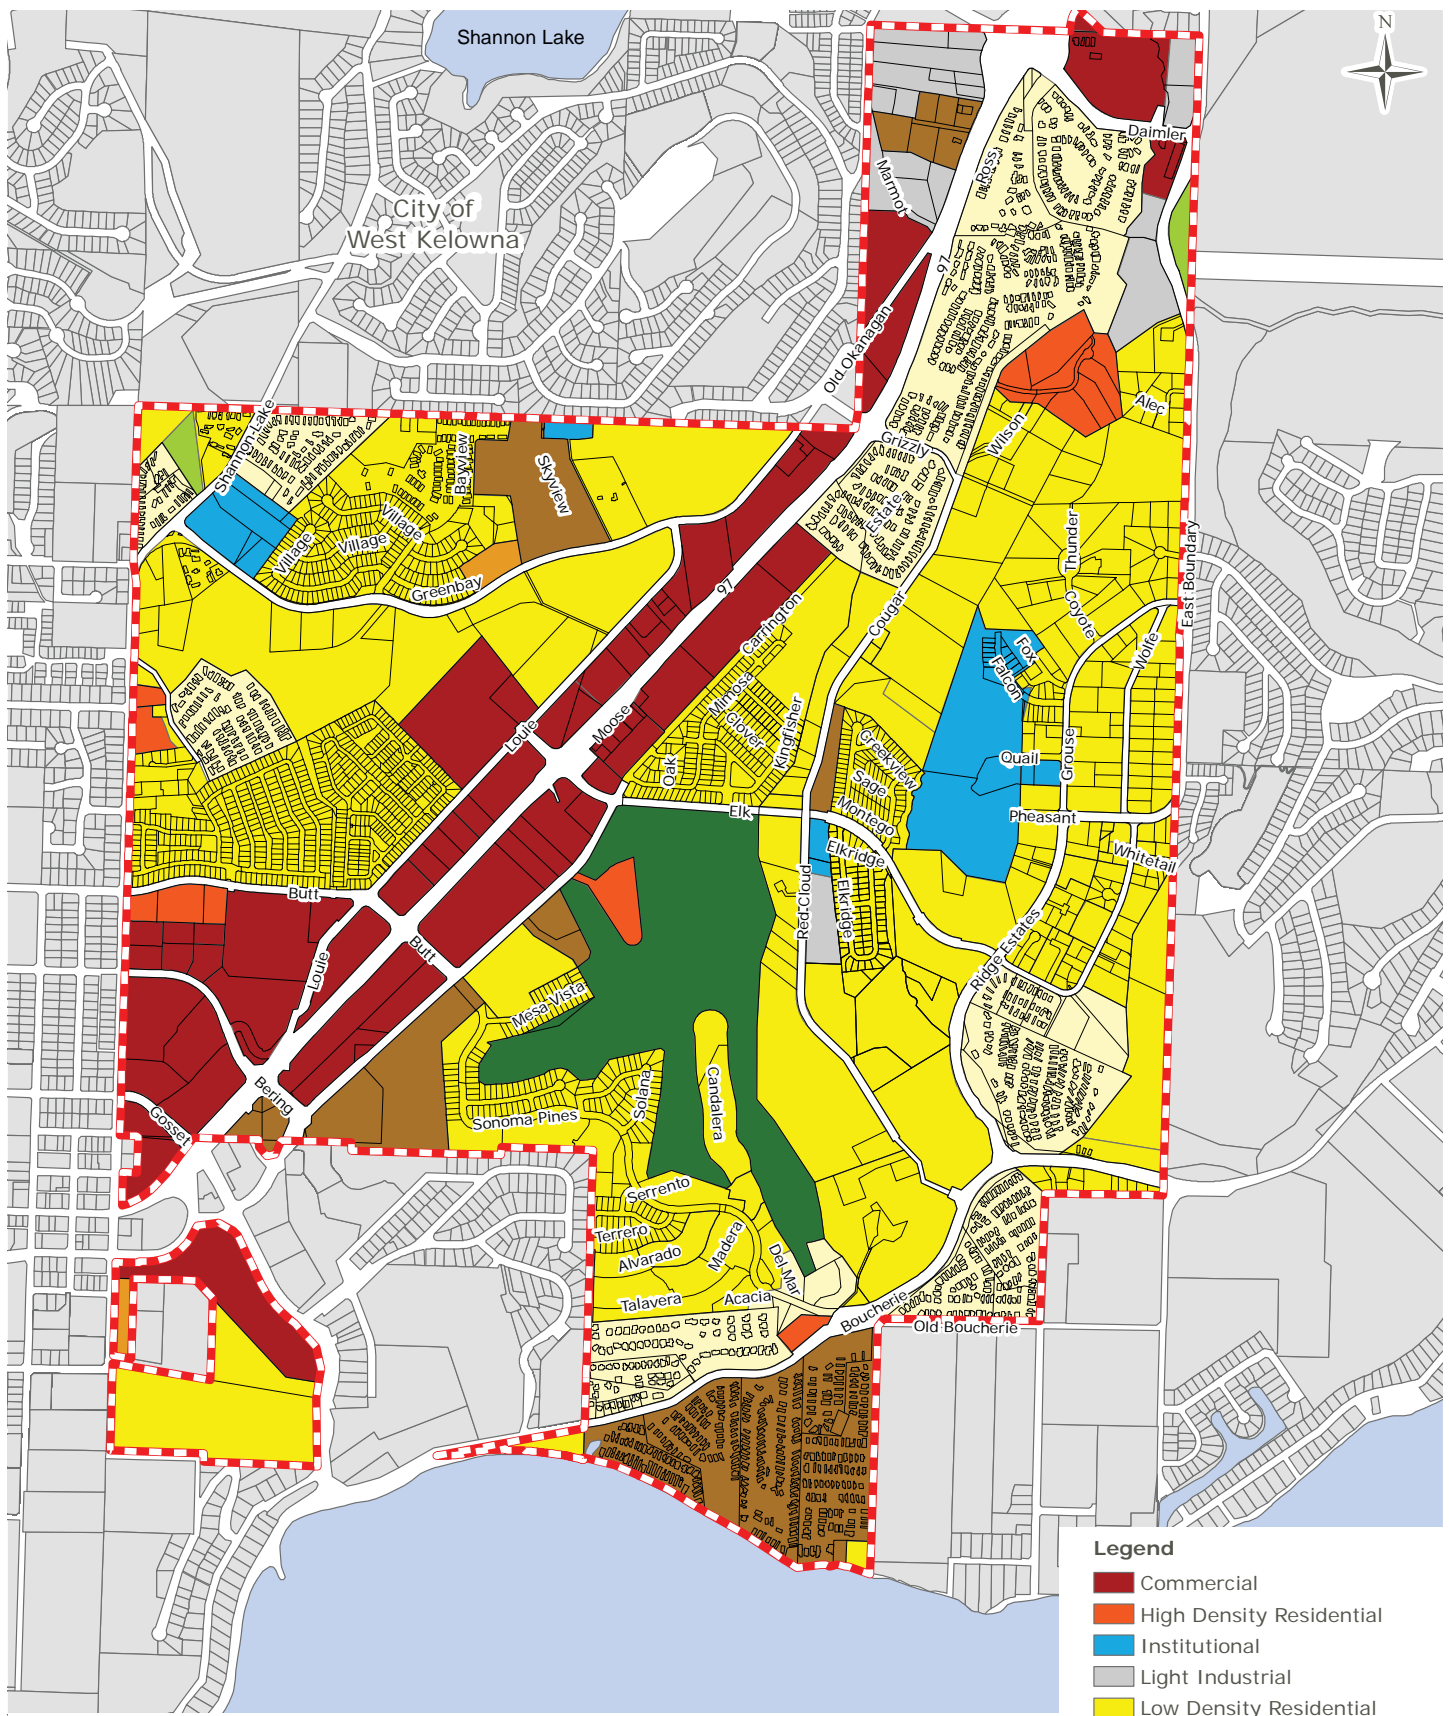 Shannon Lake
N
City of
West Kelowna
Daimler
Ross
Marmot
97
Old Okanagan
Alec
Shannon Lake
Grizzly
Wilson
Bayview
Skyview
Village
Village
Village
Estate
Thunder
East Boundary
Greenbay
97
Carrington
Cougar
Coyote
Fox
Falcon
Wolfe
Mimosa
Clover
Kingfisher
Louie
Moose
Oak
Creekview
Sage
Montego
Quail
Grouse
Elk
Pheasant
Elkridge
Whitetail
Butt
Red Cloud
Elkridge
Louie
Butt
Ridge Estates
Mesa Vista
Bering
Gosset
Solana
Candalera
Sonoma Pines
Serrento
Terrero
Alvarado
Madera
Del Mar
Talavera
Acacia
Boucherie
Old Boucherie
Legend
Commercial
High Density Residential
Institutional
Light Industrial
Low Density Residential